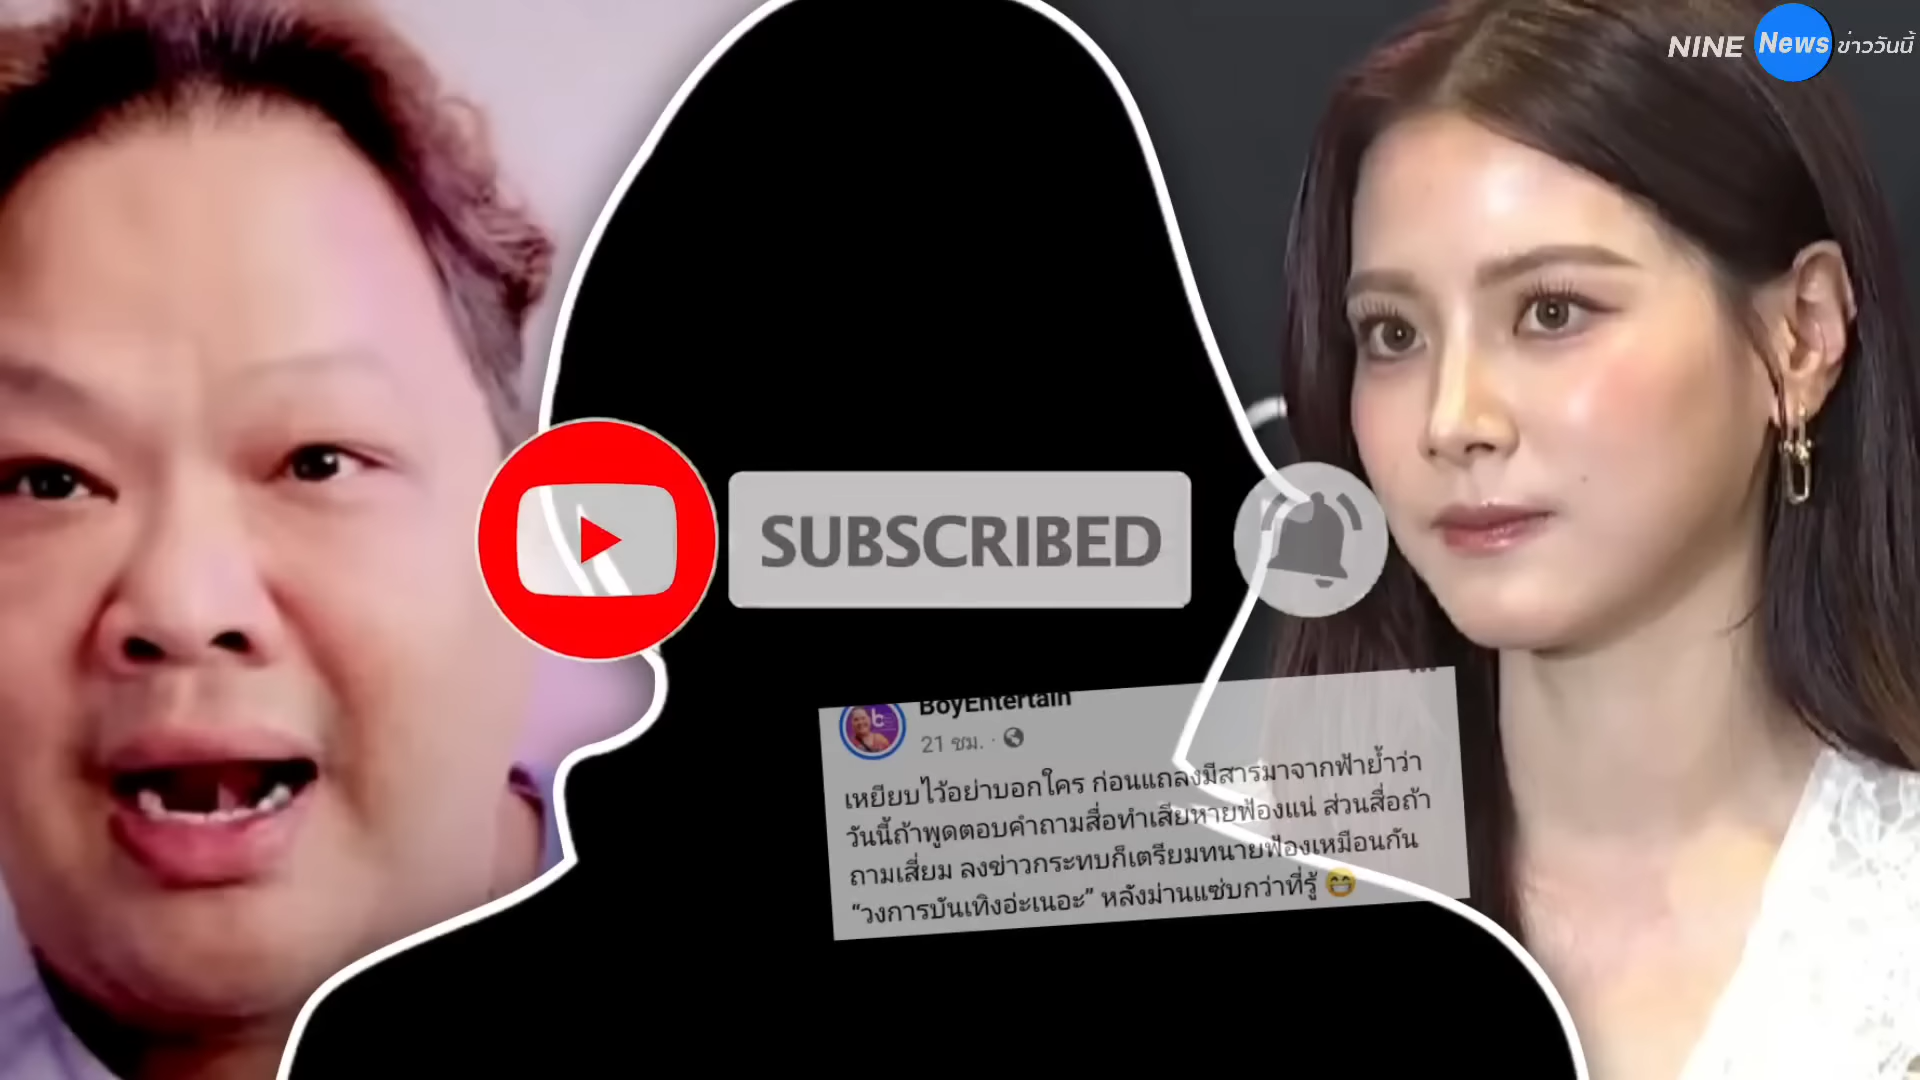 NINE News ข่าววันนี้
SUBSCRIBED
BoyEntertain
21 ชม.
เหยียบไว้อย่าบอกใคร ก่อนแถลงมีสารมาจากฟ้าย้ำว่า
วันนี้ถ้าพูดตอบคำถามสื่อทำเสียหายฟ้องแน่ ส่วนสื่อถ้า
ถามเสี่ยม ลงข่าวกระทบก็เตรียมทนายฟ้องเหมือนกัน
“วงการบันเทิงอ่ะเนอะ” หลังม่านแซ่บกว่าที่รู้ 😁